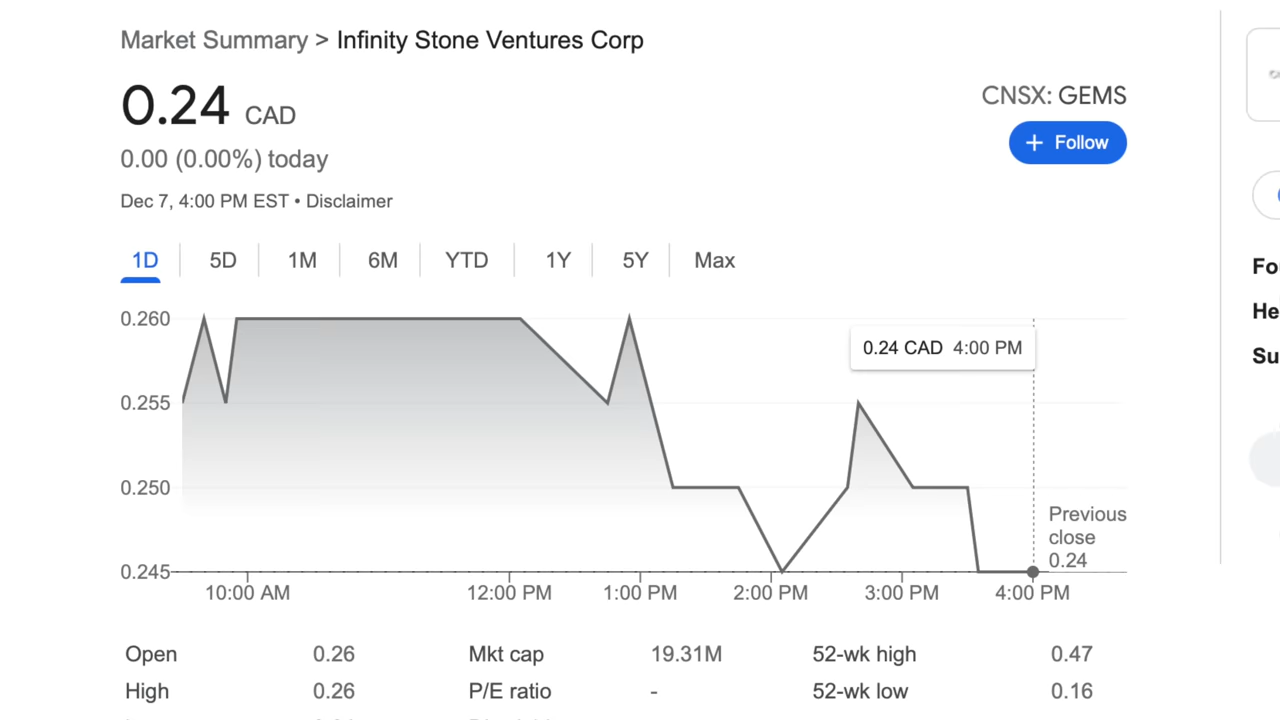 Market Summary > Infinity Stone Ventures Corp
0.24 CAD
CNSX: GEMS
+ Follow
0.00 (0.00%) today
Dec 7, 4:00 PM EST • Disclaimer
1D 5D 1M 6M YTD 1Y 5Y Max
0.260
0.24 CAD 4:00 PM
0.255
0.250
Previous
close
0.24
0.245
10:00 AM 12:00 PM 1:00 PM 2:00 PM 3:00 PM 4:00 PM
Open 0.26 Mkt cap 19.31M 52-wk high 0.47
High 0.26 P/E ratio - 52-wk low 0.16
Fo
He
Su